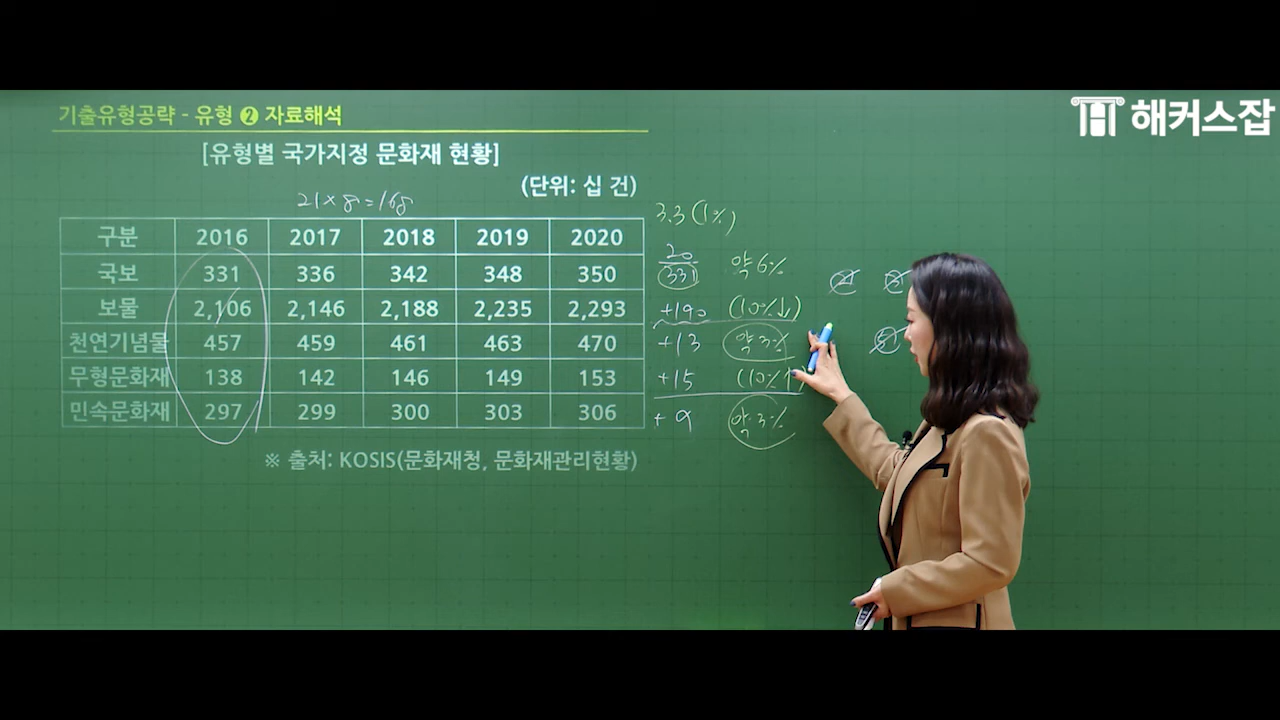 기출유형공략 - 유형 ❷ 자료해석
해커스잡
[유형별 국가지정 문화재 현황]
(단위: 십 건)
21×8=168
구분 2016 2017 2018 2019 2020
국보 331 336 342 348 350
보물 2,106 2,146 2,188 2,235 2,293
천연기념물 457 459 461 463 470
무형문화재 138 142 146 149 153
민속문화재 297 299 300 303 306
※ 출처: KOSIS(문화재청, 문화재관리현황)
3.3 (1%)
20
331
약 6%
+190 (10%↓)
+13 약 3%
+15 (10%↑)
+9 약 3%